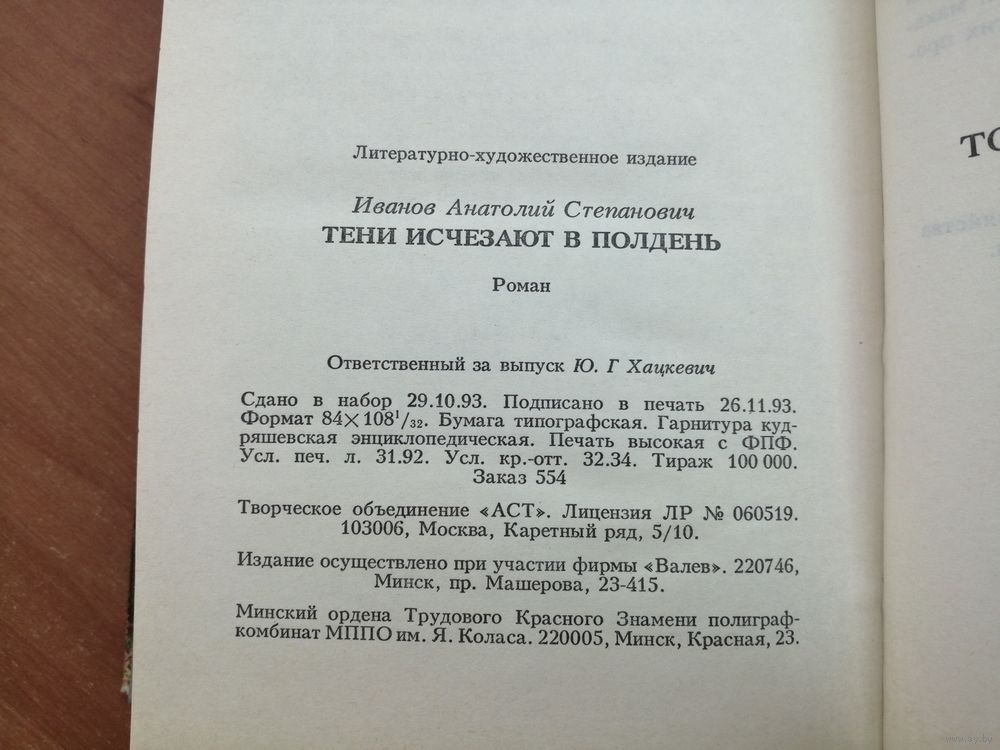 Литературно-художественное издание
Иванов Анатолий Степанович
ТЕНИ ИСЧЕЗАЮТ В ПОЛДЕНЬ
Роман
Ответственный за выпуск Ю. Г Хацкевич
Сдано в набор 29.10.93. Подписано в печать 26.11.93.
Формат 84×108¹/₃₂. Бумага типографская. Гарнитура куд-
ряшевская энциклопедическая. Печать высокая с ФПФ.
Усл. печ. л. 31.92. Усл. кр.-отт. 32.34. Тираж 100 000.
Заказ 554
Творческое объединение «АСТ». Лицензия ЛР № 060519.
103006, Москва, Каретный ряд, 5/10.
Издание осуществлено при участии фирмы «Валев». 220746,
Минск, пр. Машерова, 23-415.
Минский ордена Трудового Красного Знамени полиграф-
комбинат МППО им. Я. Коласа. 220005, Минск, Красная, 23.
ТО